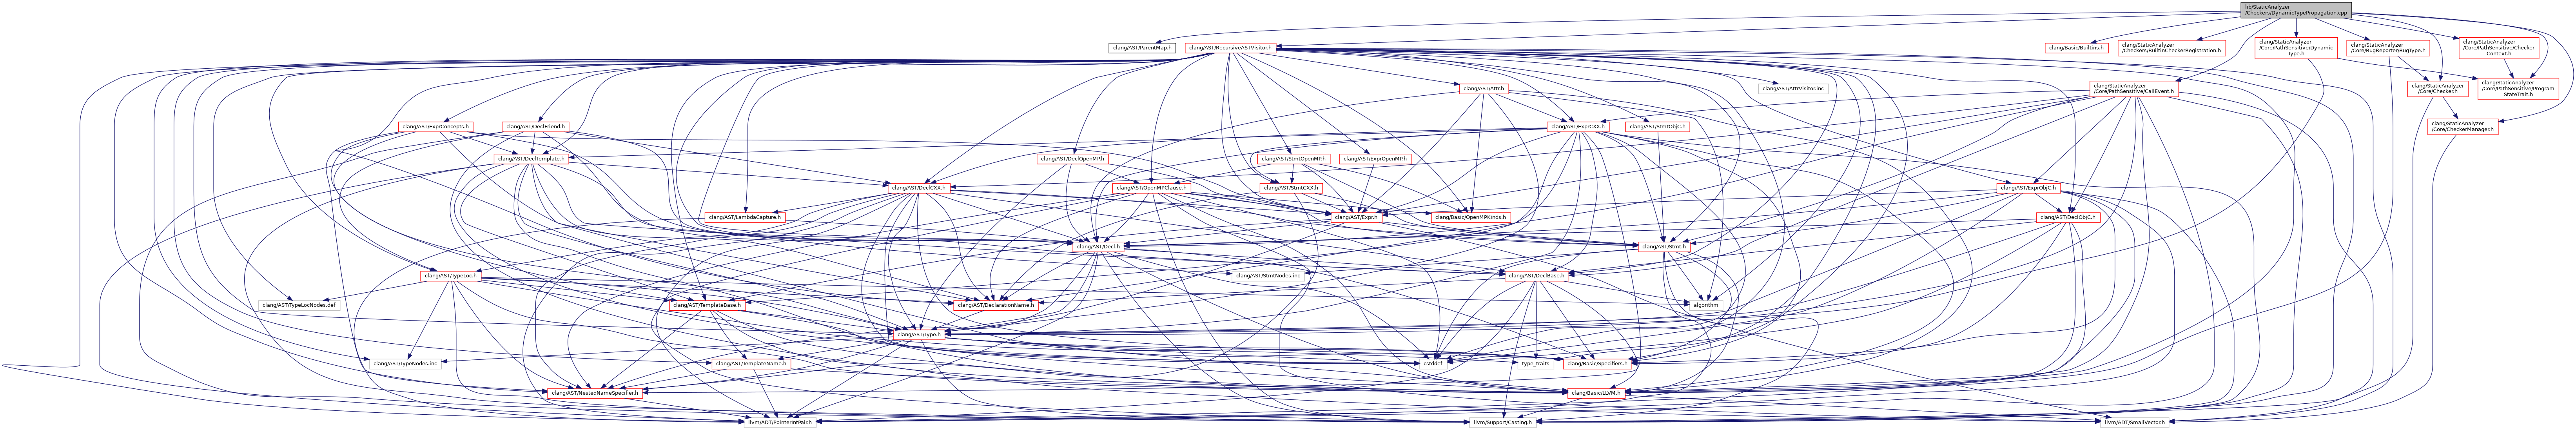 lib/StaticAnalyzer
/Checkers/DynamicTypePropagation.cpp
clang/AST/ParentMap.h
clang/AST/RecursiveASTVisitor.h
clang/Basic/Builtins.h
clang/StaticAnalyzer
/Checkers/BuiltinCheckerRegistration.h
clang/StaticAnalyzer
/Core/PathSensitive/Dynamic
Type.h
clang/StaticAnalyzer
/Core/BugReporter/BugType.h
clang/StaticAnalyzer
/Core/PathSensitive/Checker
Context.h
clang/AST/Attr.h
clang/AST/AttrVisitor.inc
clang/StaticAnalyzer
/Core/PathSensitive/CallEvent.h
clang/StaticAnalyzer
/Core/Checker.h
clang/StaticAnalyzer
/Core/PathSensitive/Program
StateTrait.h
clang/AST/ExprConcepts.h
clang/AST/DeclFriend.h
clang/AST/ExprCXX.h
clang/AST/StmtObjC.h
clang/StaticAnalyzer
/Core/CheckerManager.h
clang/AST/DeclTemplate.h
clang/AST/DeclOpenMP.h
clang/AST/StmtOpenMP.h
clang/AST/ExprOpenMP.h
clang/AST/DeclCXX.h
clang/AST/OpenMPClause.h
clang/AST/StmtCXX.h
clang/AST/ExprObjC.h
clang/AST/LambdaCapture.h
clang/AST/Expr.h
clang/Basic/OpenMPKinds.h
clang/AST/DeclObjC.h
clang/AST/Decl.h
clang/AST/Stmt.h
clang/AST/TypeLoc.h
clang/AST/StmtNodes.inc
clang/AST/DeclBase.h
clang/AST/TypeLocNodes.def
clang/AST/TemplateBase.h
clang/AST/DeclarationName.h
algorithm
clang/AST/Type.h
clang/AST/TypeNodes.inc
clang/AST/TemplateName.h
cstddef
type_traits
clang/Basic/Specifiers.h
clang/AST/NestedNameSpecifier.h
clang/Basic/LLVM.h
llvm/ADT/PointerIntPair.h
llvm/Support/Casting.h
llvm/ADT/SmallVector.h